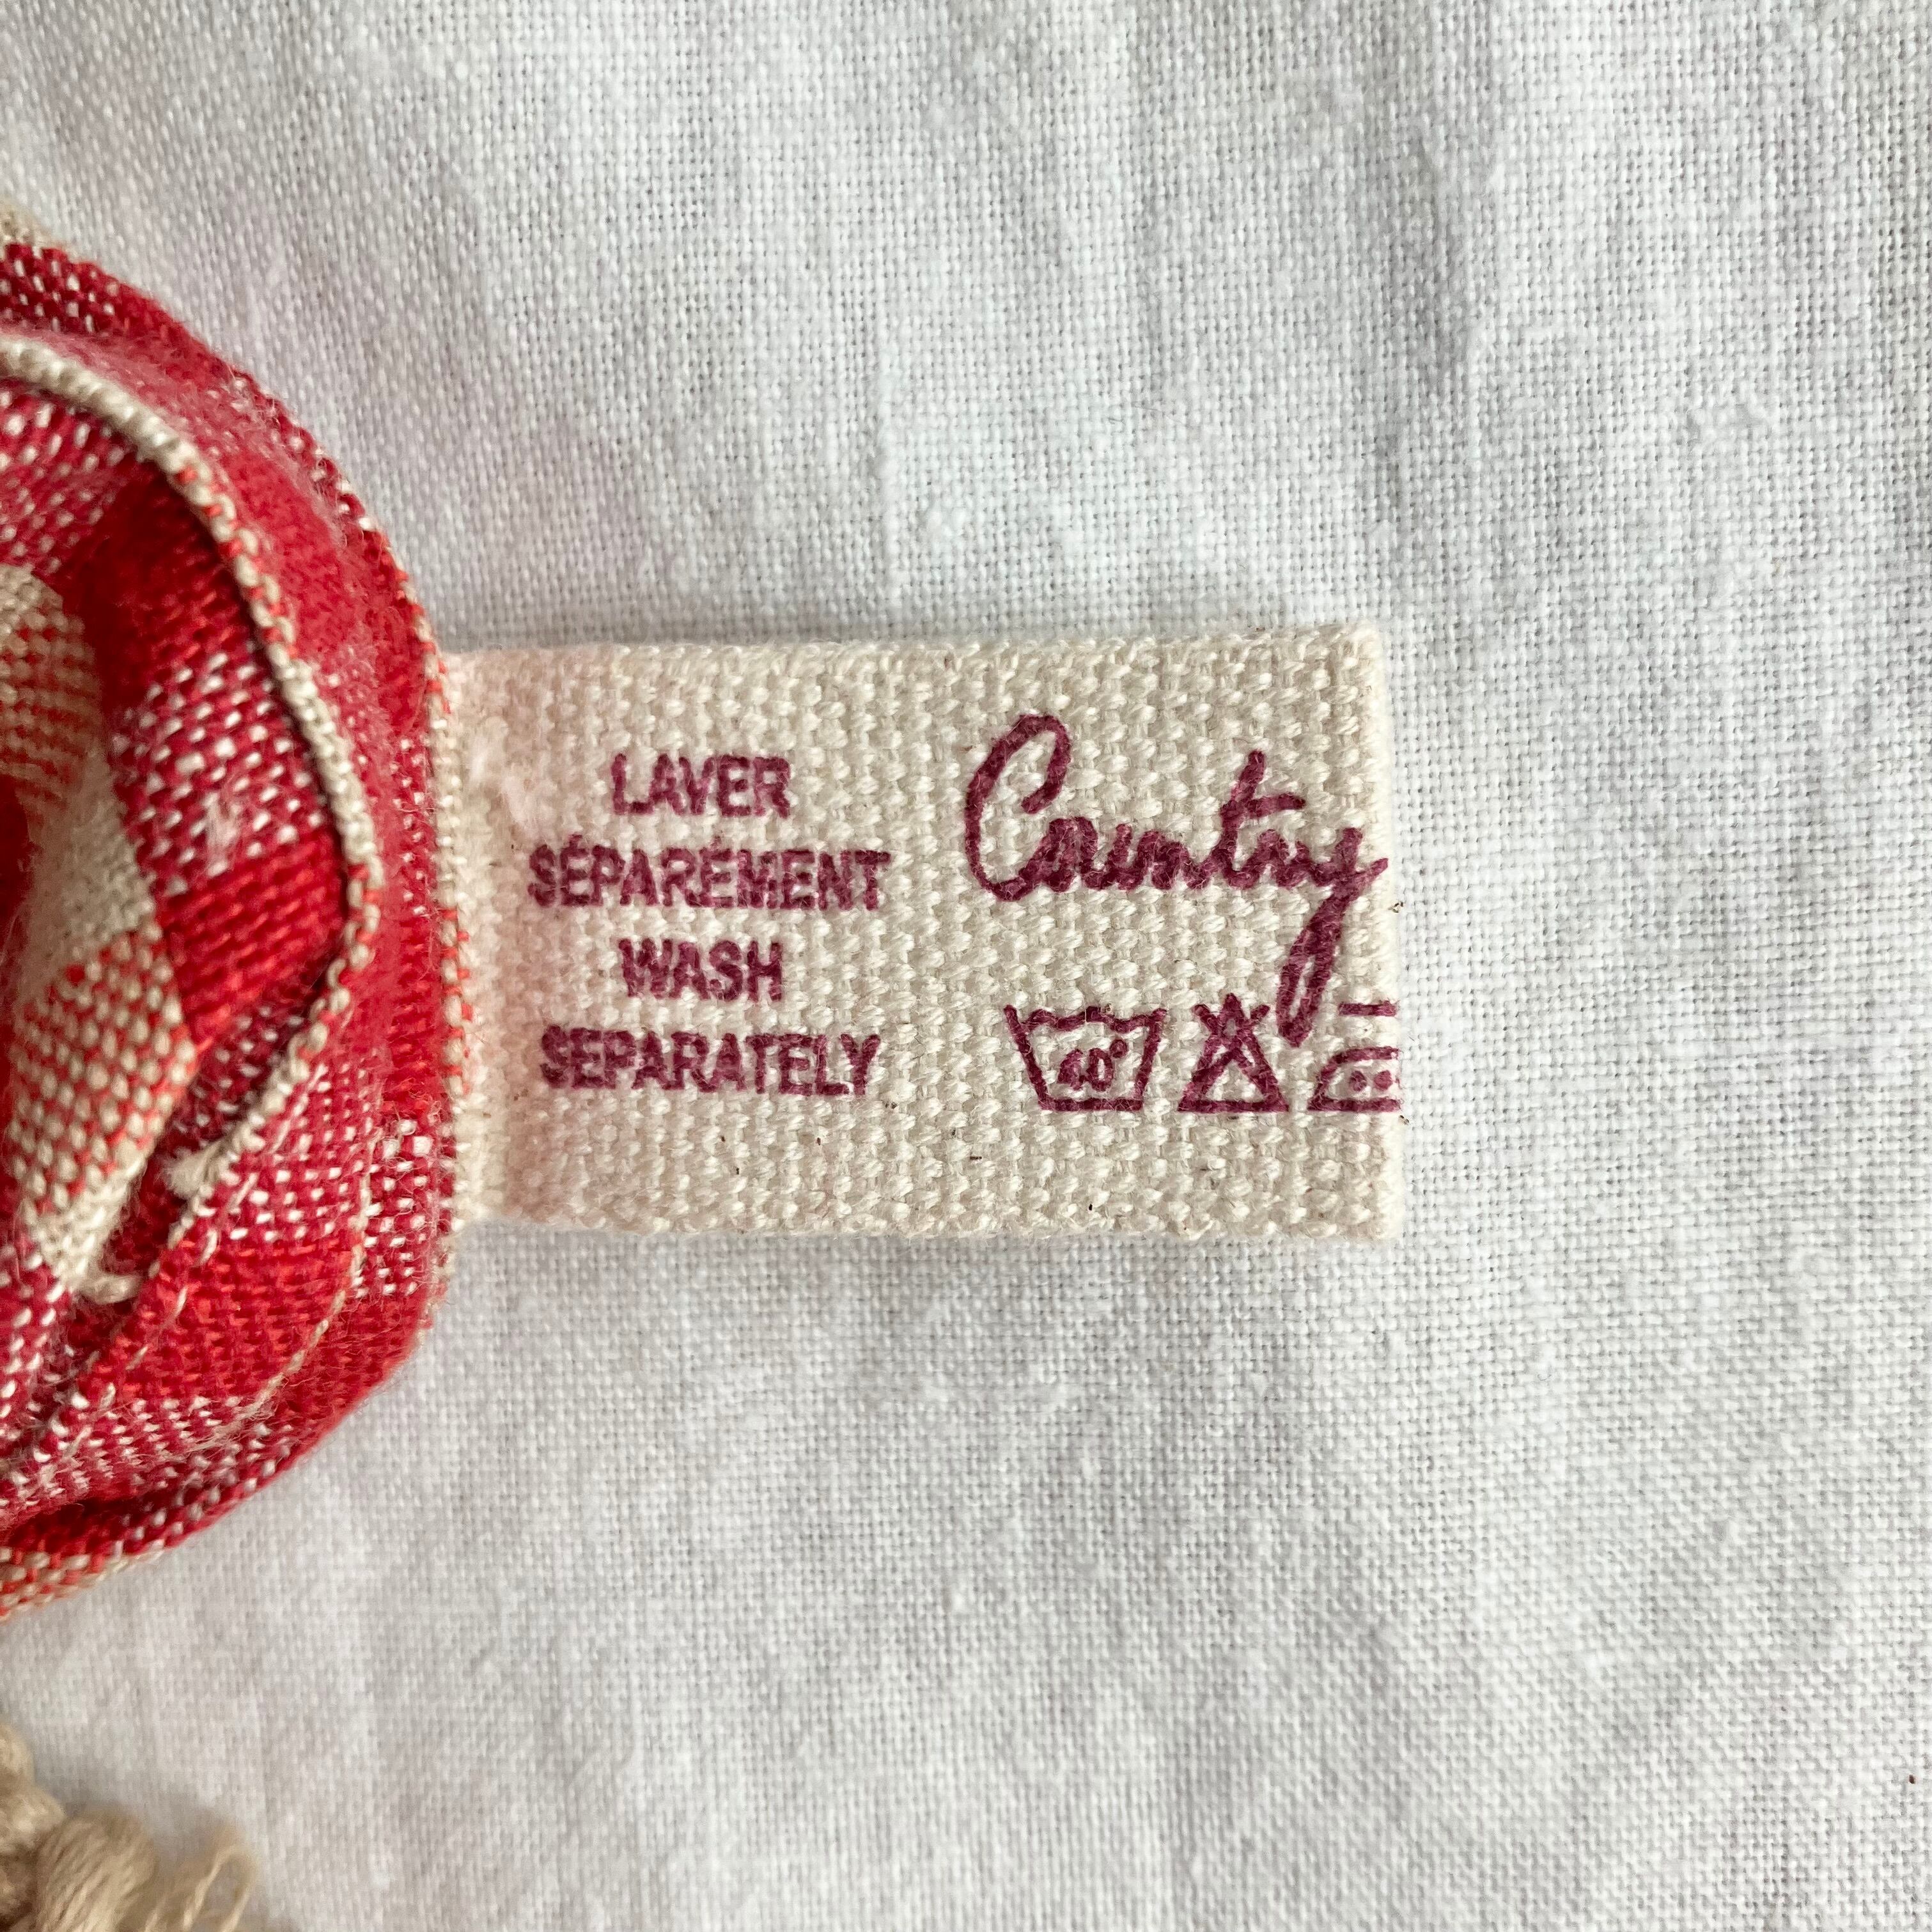 LAVER
SÉPARÉMENT
WASH
SEPARATELY
Country